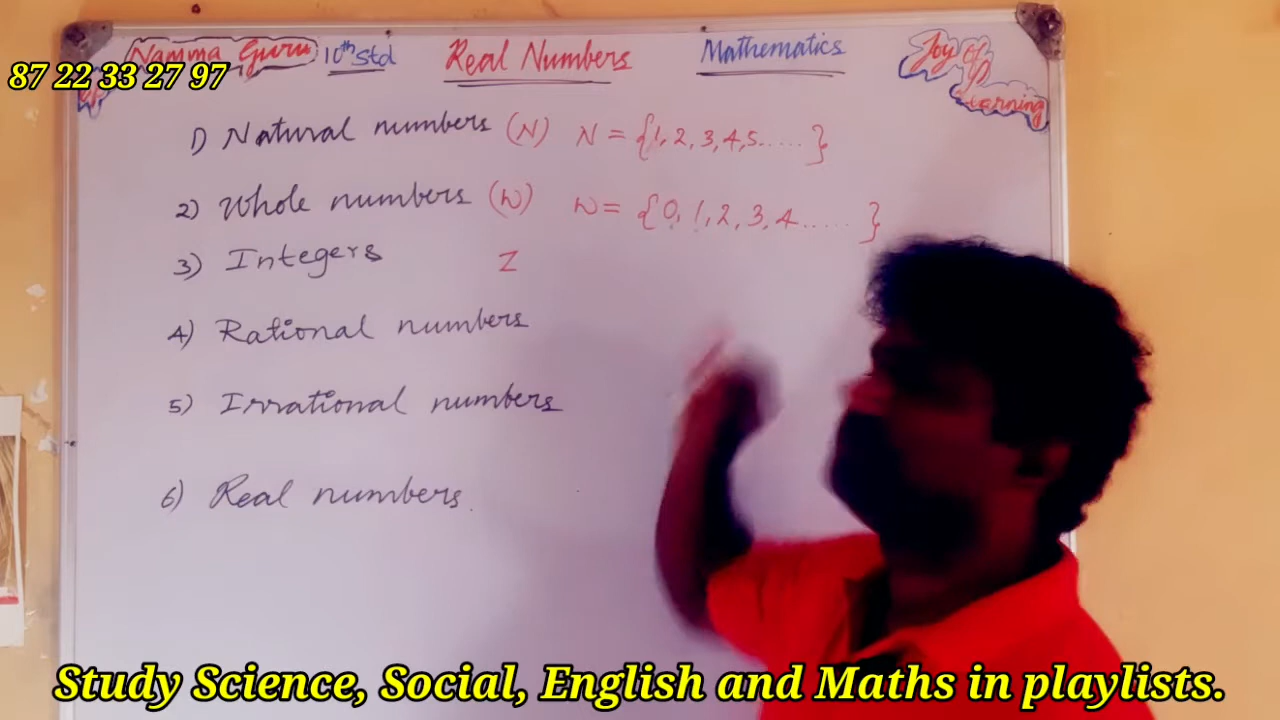 Namma Guru 10th Std Real Numbers Mathematics Joy Of Learning
87 22 33 27 97
1) Natural numbers (N) N = {1, 2, 3, 4, 5.....}
2) Whole numbers (W) W = {0, 1, 2, 3, 4......}
3) Integers Z
4) Rational numbers
5) Irrational numbers
6) Real numbers.
Study Science, Social, English and Maths in playlists.